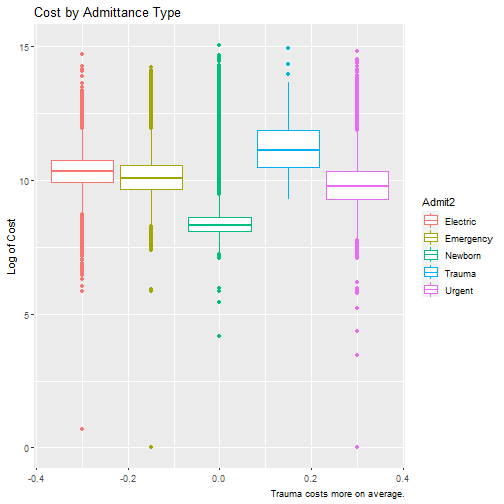 Cost by Admittance Type
Log of Cost
15
10
5
0
-0.4
-0.2
0.0
0.2
0.4
Trauma costs more on average.
Admit2
Electric
Emergency
Newborn
Trauma
Urgent